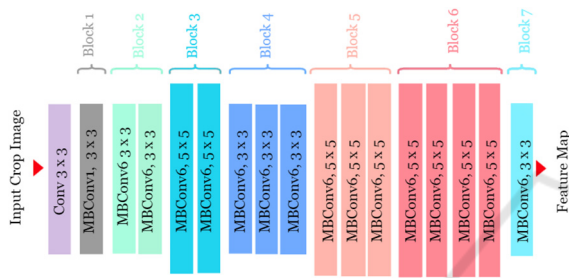 Block 1
Block 2
Block 3
Block 4
Block 5
Block 6
Block 7
Input Crop Image
Conv 3 x 3
MBConv1, 3 x 3
MBConv6 3 x 3
MBConv6, 3 x 3
MBConv6, 5 x 5
MBConv6, 5 x 5
MBConv6, 3 x 3
MBConv6, 3 x 3
MBConv6, 3 x 3
MBConv6, 5 x 5
MBConv6, 5 x 5
MBConv6, 5 x 5
MBConv6, 5 x 5
MBConv6, 5 x 5
MBConv6, 5 x 5
MBConv6, 5 x 5
MBConv6, 3 x 3
Feature Map